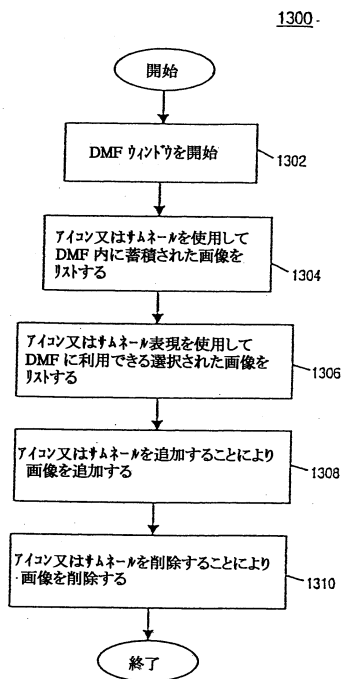 1300
開始
DMF ｳｨﾝﾄﾞｳを開始
1302
ｱｲｺﾝ又はｻﾑﾈｰﾙを使用して
DMF 内に蓄積された画像を
ﾘｽﾄする
1304
ｱｲｺﾝ又はｻﾑﾈｰﾙ表現を使用して
DMF に利用できる選択された画像を
ﾘｽﾄする
1306
ｱｲｺﾝ又はｻﾑﾈｰﾙを追加することにより
画像を追加する
1308
ｱｲｺﾝ又はｻﾑﾈｰﾙを削除することにより
画像を削除する
1310
終了